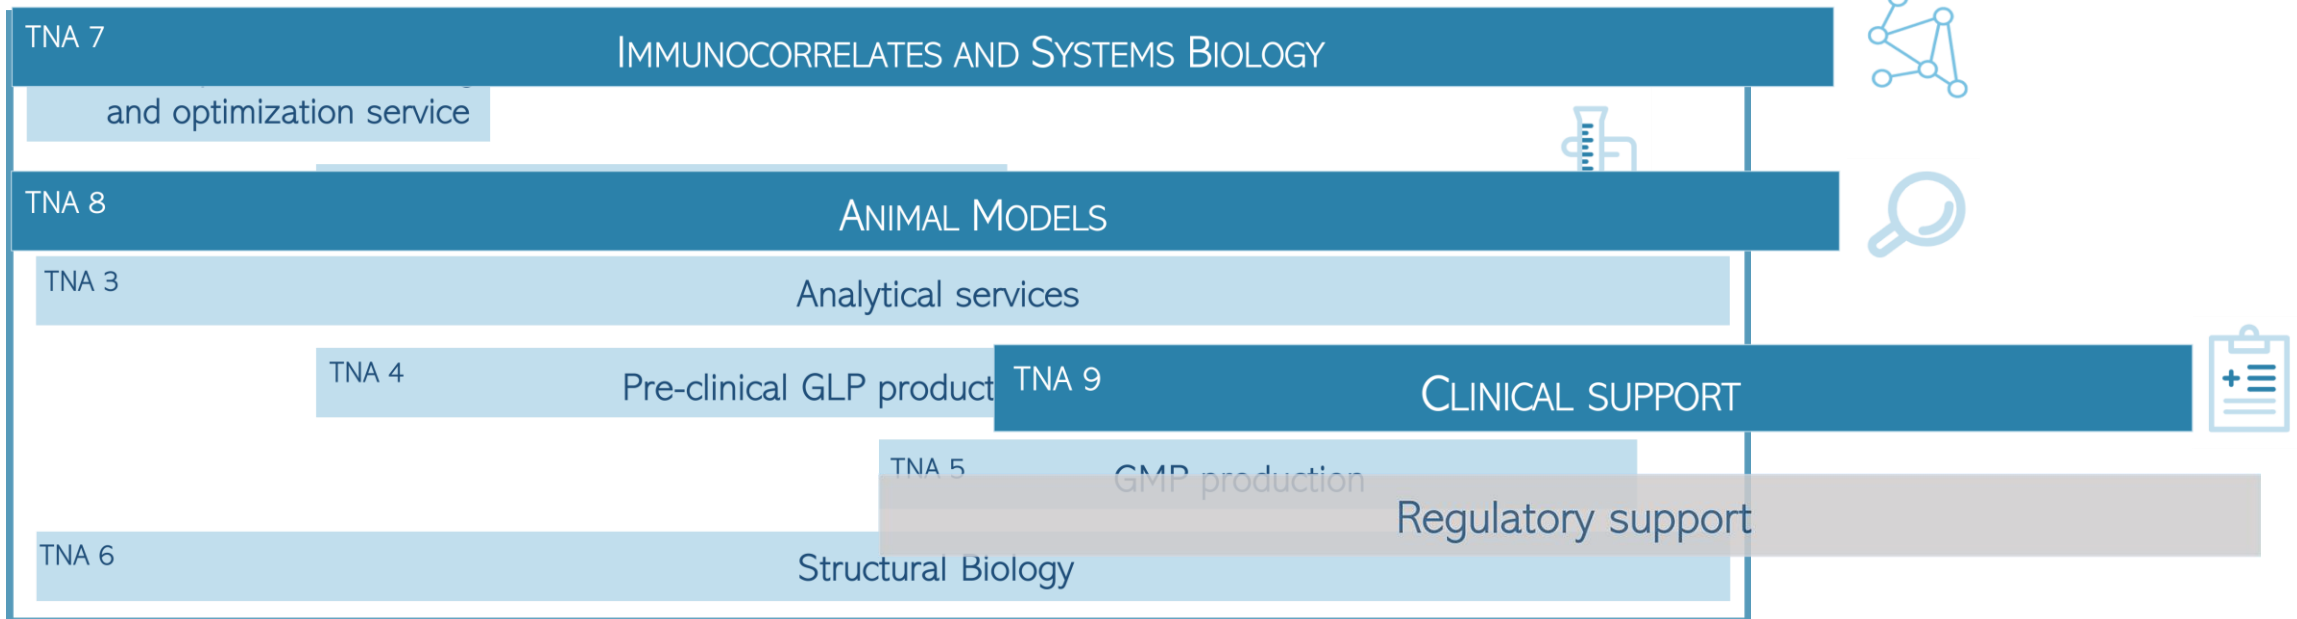 TNA 7
IMMUNOCORRELATES AND SYSTEMS BIOLOGY
and optimization service
TNA 8
ANIMAL MODELS
TNA 3
Analytical services
TNA 4
Pre-clinical GLP product
TNA 9
CLINICAL SUPPORT
TNA 5
GMP production
Regulatory support
TNA 6
Structural Biology